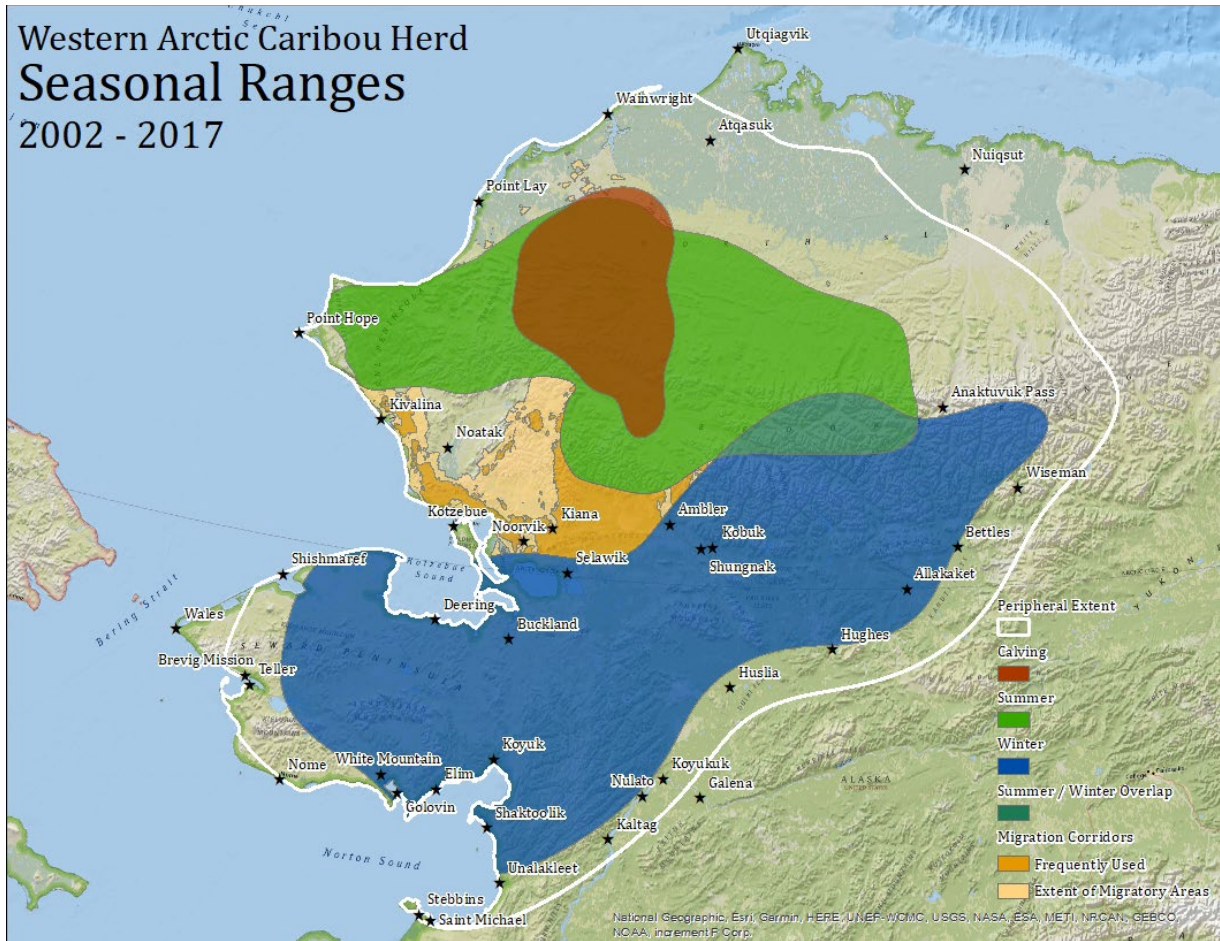 Western Arctic Caribou Herd
Seasonal Ranges
2002 - 2017
Utqiagvik
Wainwright
Atqasuk
Nuiqsut
Point Lay
Point Hope
Anaktuvuk Pass
Kivalina
Noatak
Wiseman
Kotzebue
Noorvik
Kiana
Ambler
Kobuk
Shungnak
Bettles
Selawik
Allakaket
Kotzebue
Sound
Shishmaref
Bering Strait
Deering
Buckland
Wales
Hughes
SEWARD PENINSULA
Brevig Mission
Teller
Huslia
Koyuk
White Mountain
Elim
Nome
Golovin
Nulato
Koyukuk
Galena
ALASKA
UNITED STATES
Shaktoolik
Kaltag
Norton Sound
Unalakleet
Stebbins
Saint Michael
YUKON
Peripheral Extent
Calving
Summer
Winter
Summer / Winter Overlap
Migration Corridors
Frequently Used
Extent of Migratory Areas
National Geographic, Esri, Garmin, HERE, UNEP-WCMC, USGS, NASA, ESA, METI, NRCAN, GEBCO,
NOAA, increment P Corp.